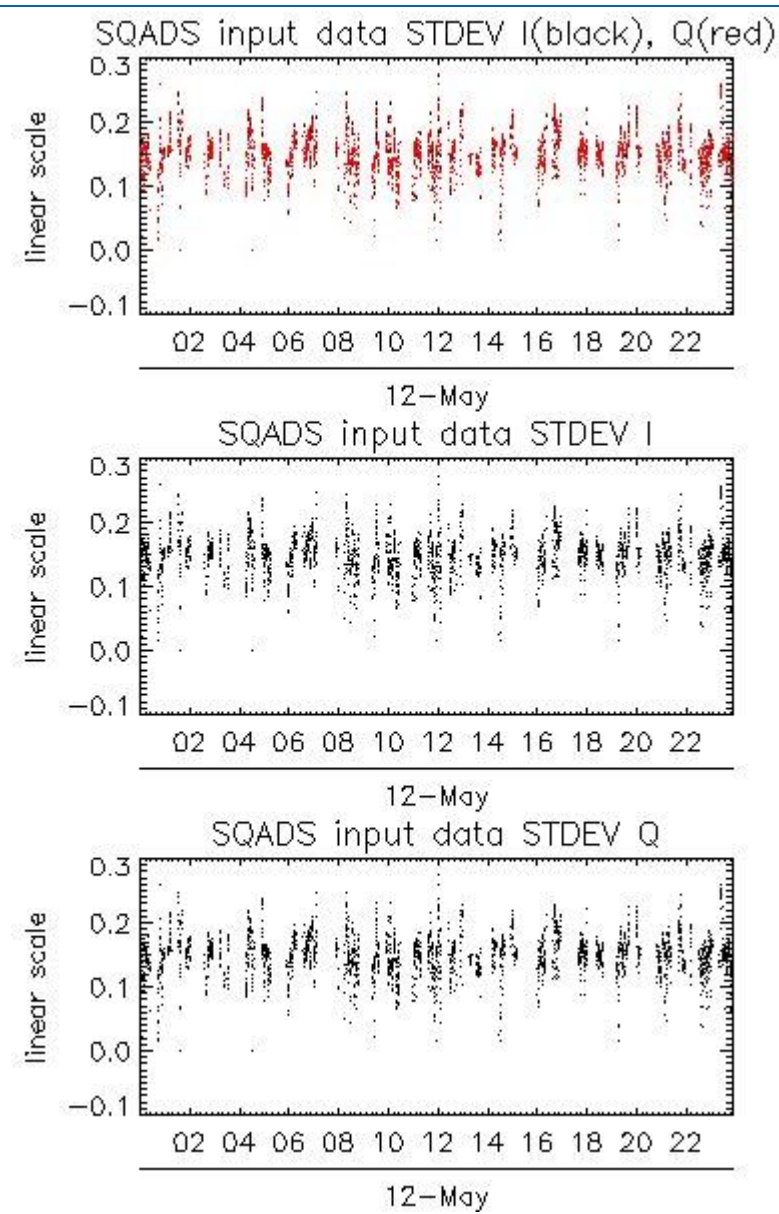 SQADS input data STDEV I(black), Q(red)
0.3
0.2
0.1
0.0
−0.1
linear scale
02 04 06 08 10 12 14 16 18 20 22
12-May
SQADS input data STDEV I
0.3
0.2
0.1
0.0
−0.1
linear scale
02 04 06 08 10 12 14 16 18 20 22
12-May
SQADS input data STDEV Q
0.3
0.2
0.1
0.0
−0.1
linear scale
02 04 06 08 10 12 14 16 18 20 22
12-May